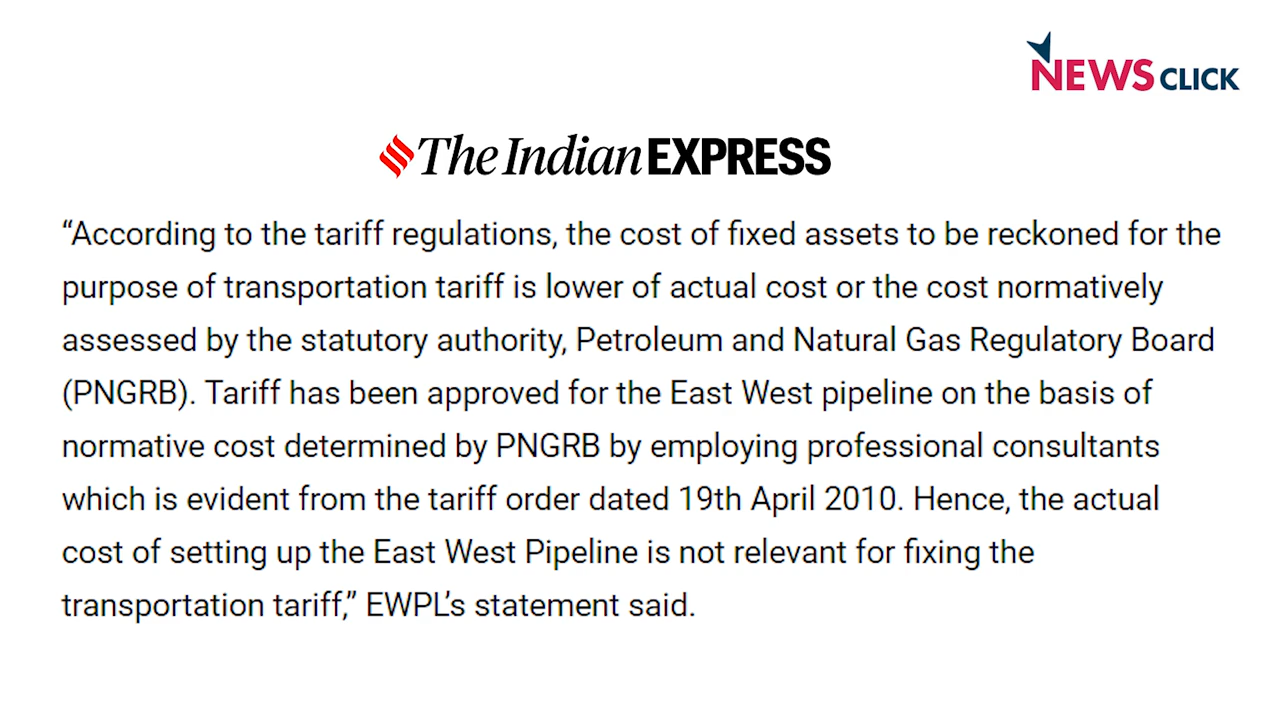 NEWSCLICK
The Indian EXPRESS
“According to the tariff regulations, the cost of fixed assets to be reckoned for the
purpose of transportation tariff is lower of actual cost or the cost normatively
assessed by the statutory authority, Petroleum and Natural Gas Regulatory Board
(PNGRB). Tariff has been approved for the East West pipeline on the basis of
normative cost determined by PNGRB by employing professional consultants
which is evident from the tariff order dated 19th April 2010. Hence, the actual
cost of setting up the East West Pipeline is not relevant for fixing the
transportation tariff,” EWPL’s statement said.